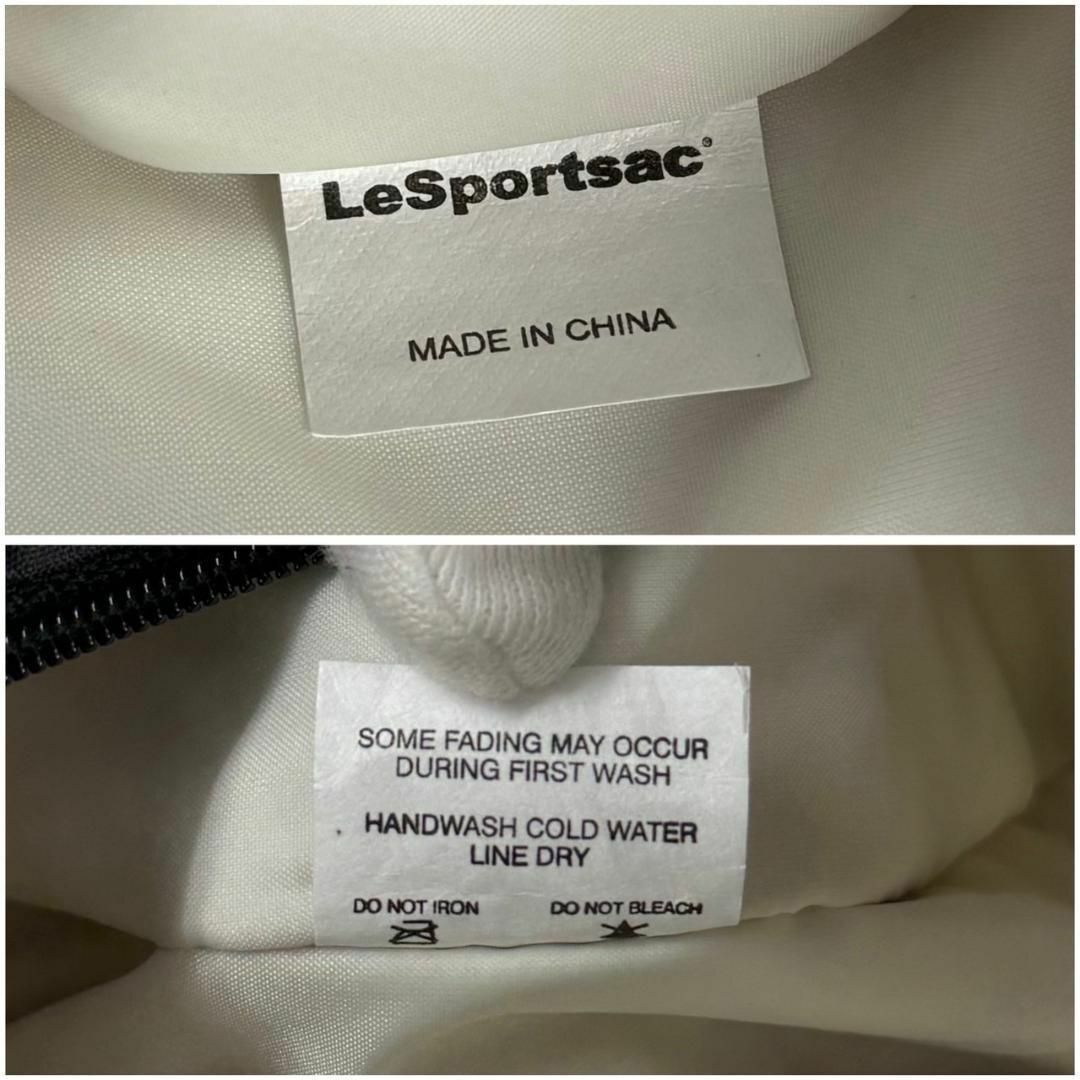 LeSportsac®
MADE IN CHINA
SOME FADING MAY OCCUR
DURING FIRST WASH
HANDWASH COLD WATER
LINE DRY
DO NOT IRON DO NOT BLEACH